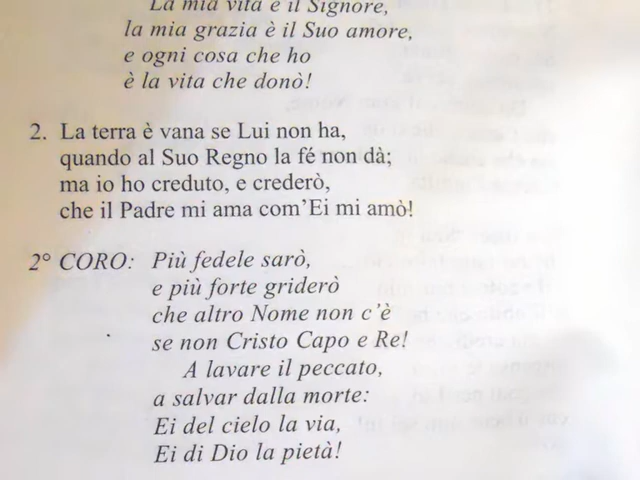 La mia vita è il Signore,
la mia grazia è il Suo amore,
e ogni cosa che ho
è la vita che donò!
2. La terra è vana se Lui non ha,
quando al Suo Regno la fé non dà;
ma io ho creduto, e crederò,
che il Padre mi ama com'Ei mi amò!
2° CORO: Più fedele sarò,
e più forte griderò
che altro Nome non c'è
se non Cristo Capo e Re!
A lavare il peccato,
a salvar dalla morte:
Ei del cielo la via,
Ei di Dio la pietà!